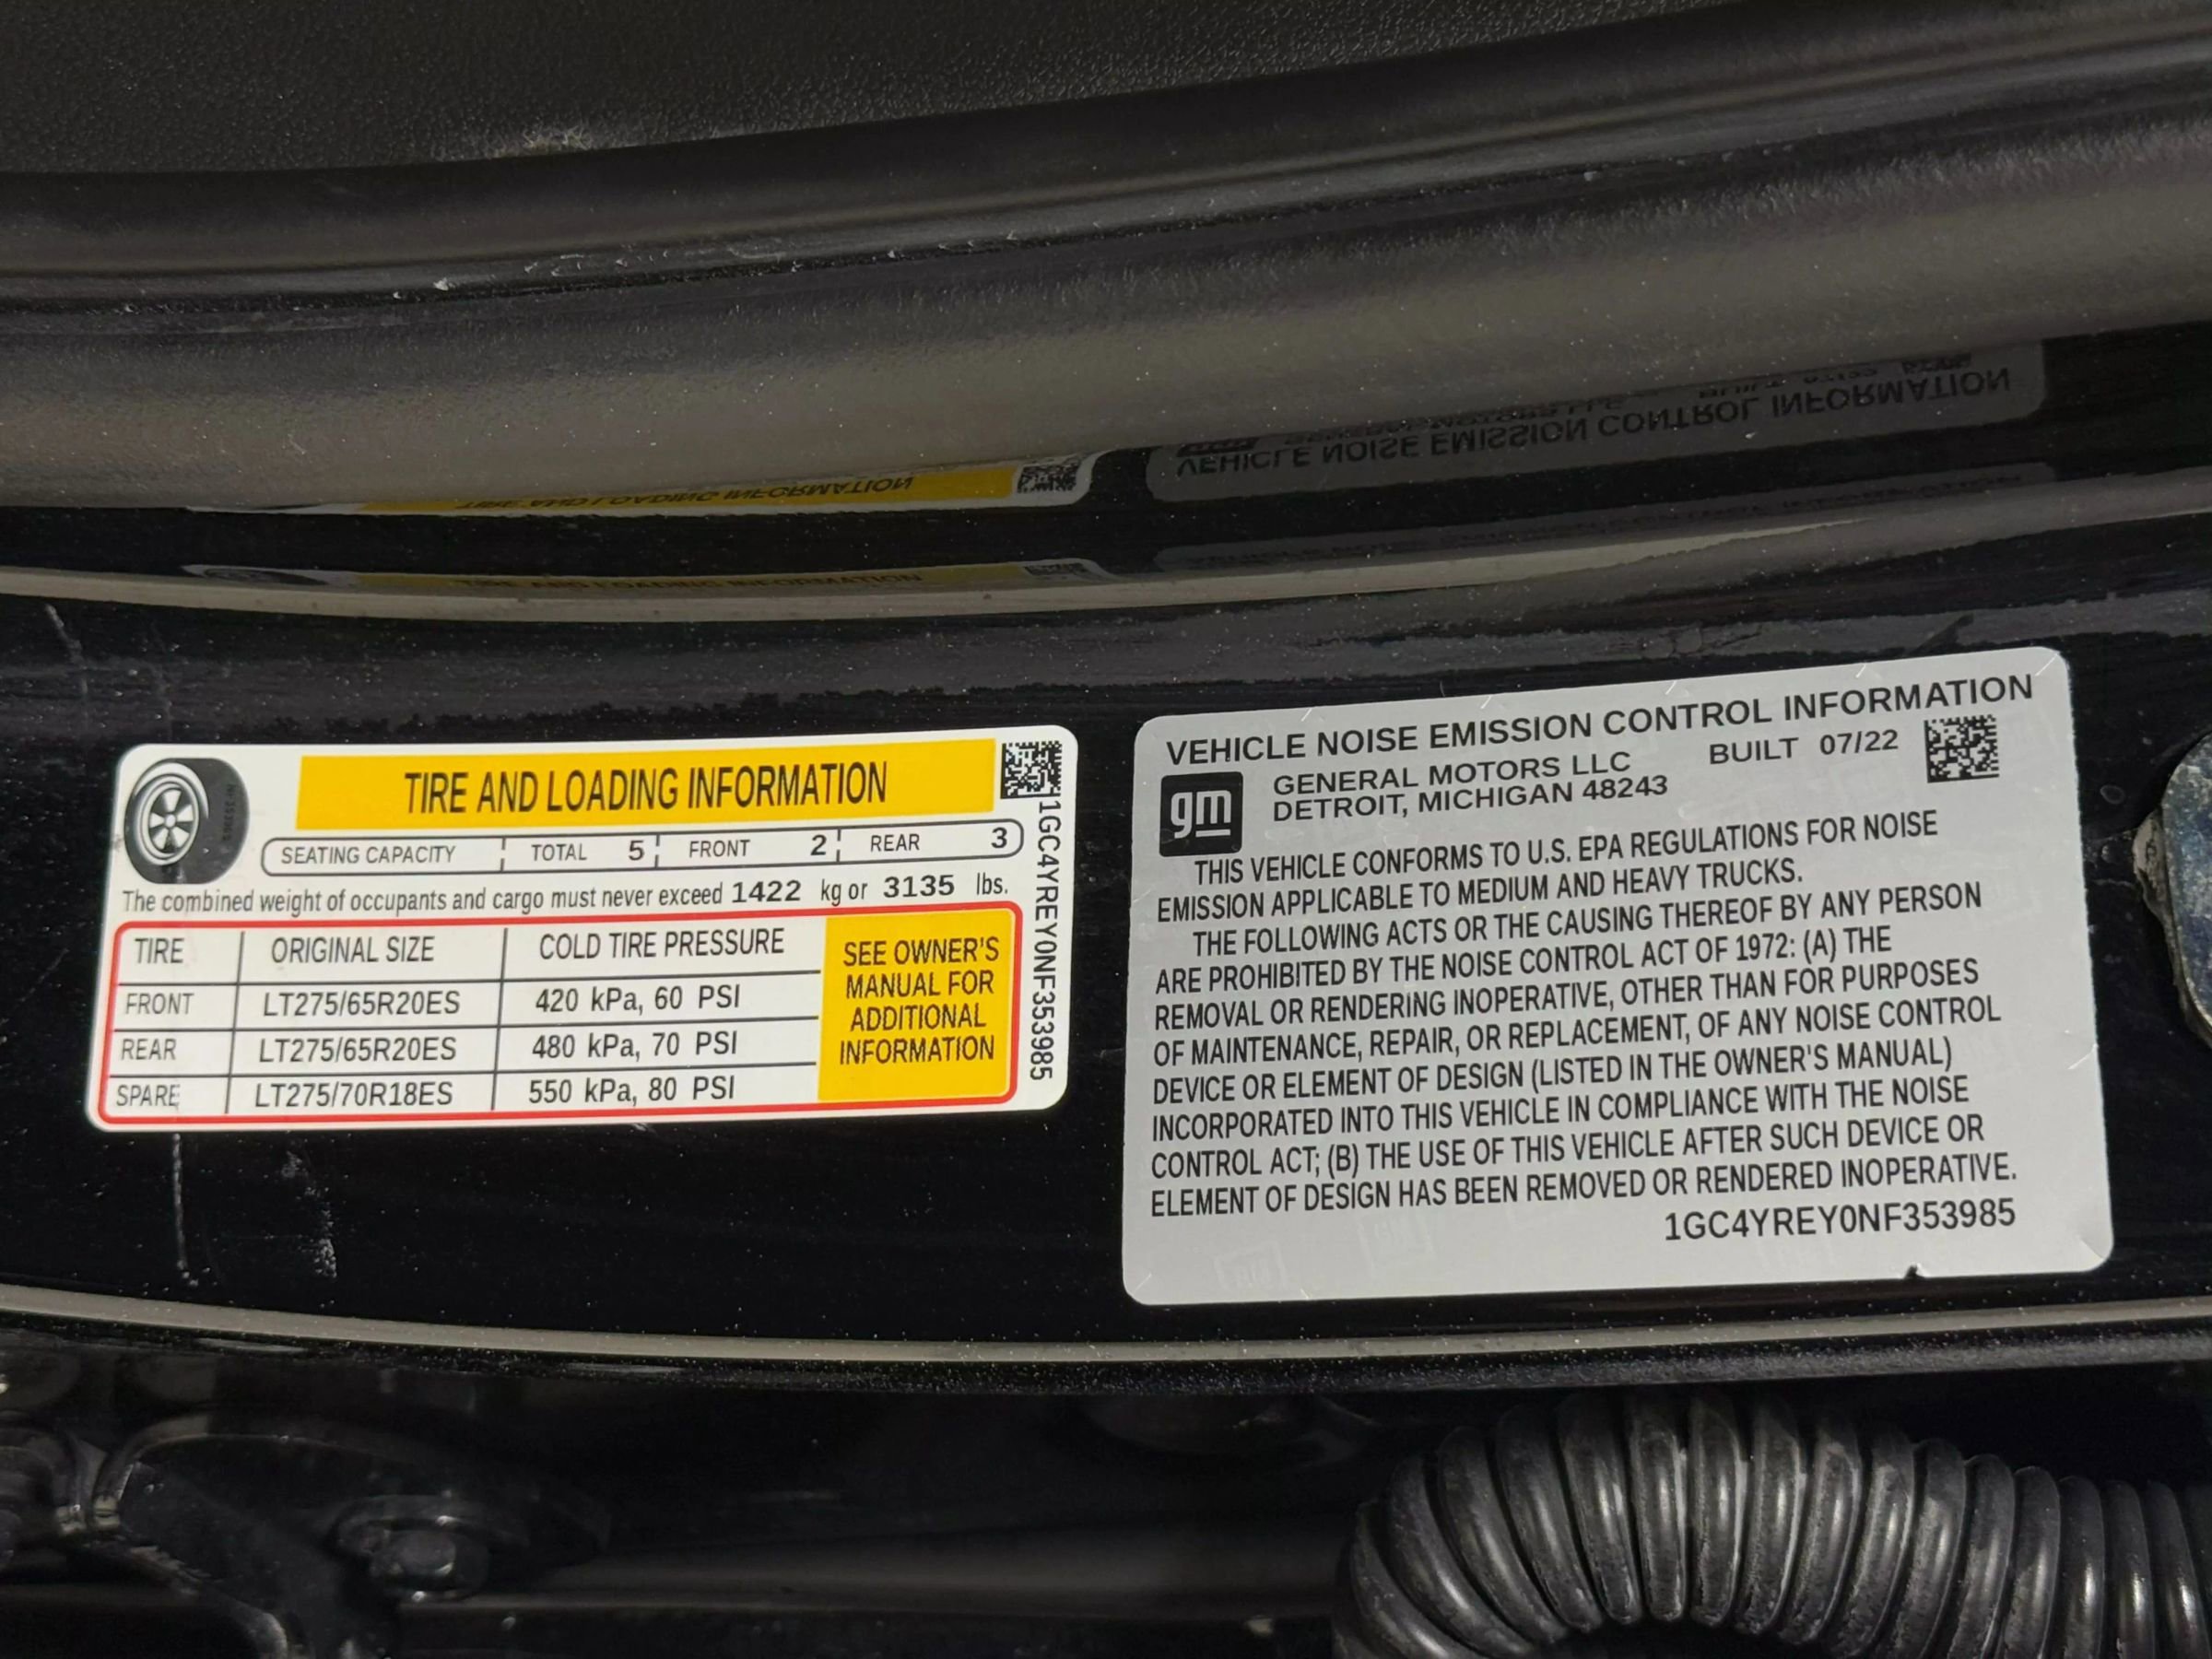 TIRE AND LOADING INFORMATION
SEATING CAPACITY TOTAL 5 FRONT 2 REAR 3
The combined weight of occupants and cargo must never exceed 1422 kg or 3135 lbs.
TIRE ORIGINAL SIZE COLD TIRE PRESSURE
FRONT LT275/65R20ES 420 kPa, 60 PSI
REAR LT275/65R20ES 480 kPa, 70 PSI
SPARE LT275/70R18ES 550 kPa, 80 PSI
SEE OWNER'S
MANUAL FOR
ADDITIONAL
INFORMATION
1GC4YREY0NF353985
VEHICLE NOISE EMISSION CONTROL INFORMATION
gm
GENERAL MOTORS LLC BUILT 07/22
DETROIT, MICHIGAN 48243
THIS VEHICLE CONFORMS TO U.S. EPA REGULATIONS FOR NOISE
EMISSION APPLICABLE TO MEDIUM AND HEAVY TRUCKS.
THE FOLLOWING ACTS OR THE CAUSING THEREOF BY ANY PERSON
ARE PROHIBITED BY THE NOISE CONTROL ACT OF 1972: (A) THE
REMOVAL OR RENDERING INOPERATIVE, OTHER THAN FOR PURPOSES
OF MAINTENANCE, REPAIR, OR REPLACEMENT, OF ANY NOISE CONTROL
DEVICE OR ELEMENT OF DESIGN (LISTED IN THE OWNER'S MANUAL)
INCORPORATED INTO THIS VEHICLE IN COMPLIANCE WITH THE NOISE
CONTROL ACT; (B) THE USE OF THIS VEHICLE AFTER SUCH DEVICE OR
ELEMENT OF DESIGN HAS BEEN REMOVED OR RENDERED INOPERATIVE.
1GC4YREY0NF353985